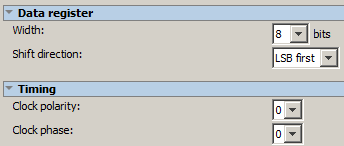 Data register
Width: 8 bits
Shift direction: LSB first
Timing
Clock polarity: 0
Clock phase: 0